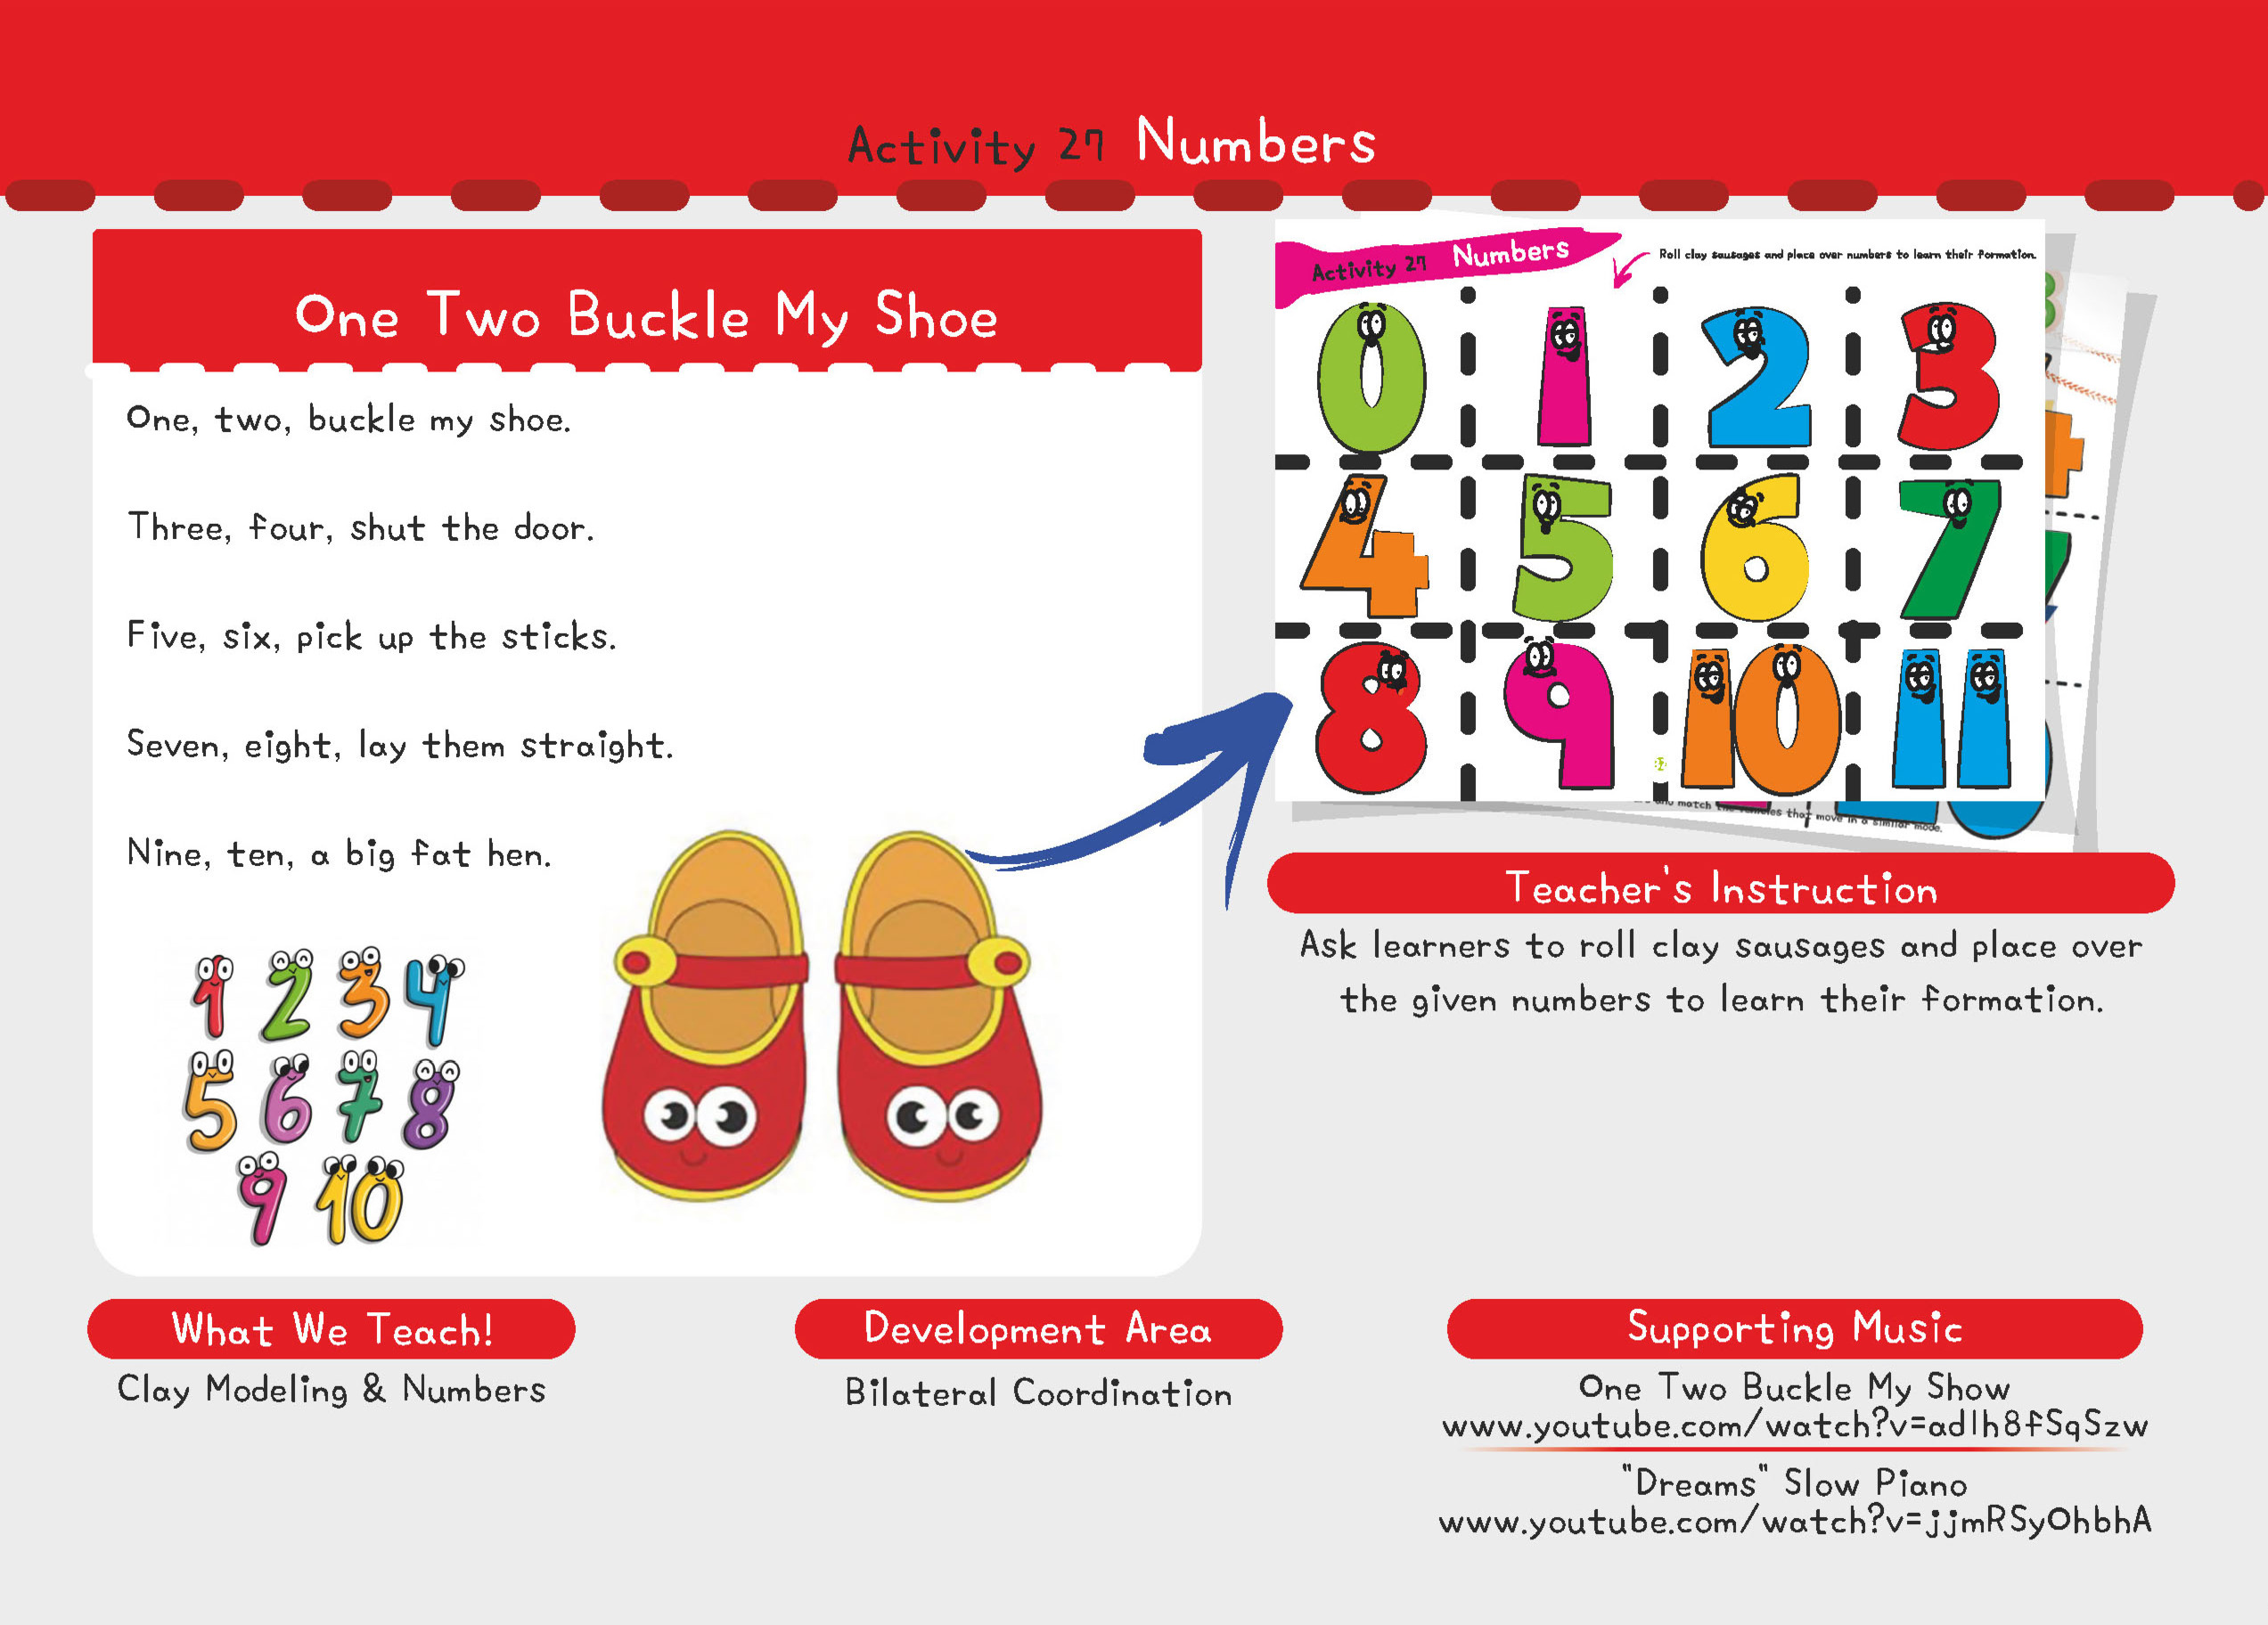 Activity 27 Numbers
One Two Buckle My Shoe
One, two, buckle my shoe.
Three, four, shut the door.
Five, six, pick up the sticks.
Seven, eight, lay them straight.
Nine, ten, a big fat hen.
1 2 3 4
5 6 7 8
9 10
Activity 27 Numbers
Roll clay sausages and place over numbers to learn their formation.
0 1 2 3
4 5 6 7
8 9 10 11
and match the vehicles that move in a similar mode.
Teacher's Instruction
Ask learners to roll clay sausages and place over
the given numbers to learn their formation.
What We Teach!
Clay Modeling & Numbers
Development Area
Bilateral Coordination
Supporting Music
One Two Buckle My Show
www.youtube.com/watch?v=adlh8fSqSzw
"Dreams" Slow Piano
www.youtube.com/watch?v=jjmRSyOhbhA